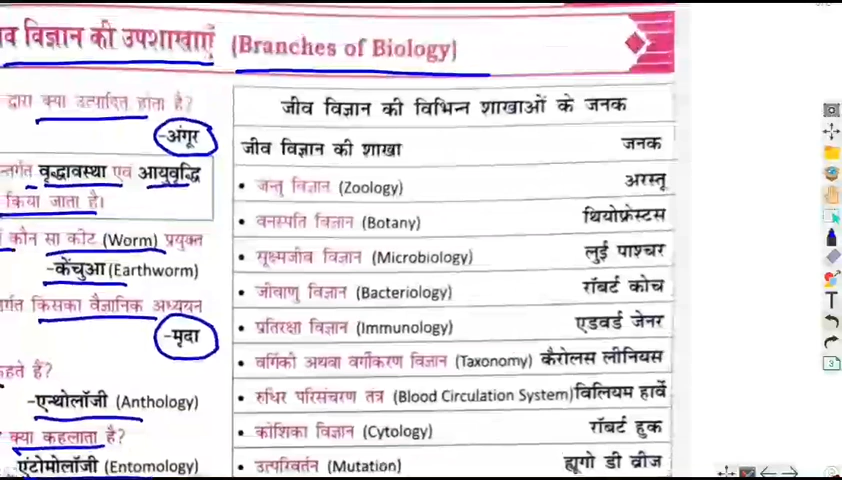 व विज्ञान की उपशाखाएँ (Branches of Biology)
द्वारा क्या उत्पादित होता है?
-अंगूर
न्तर्गत वृद्धावस्था एवं आयुवृद्धि
किया जाता है।
कौन सा कीट (Worm) प्रयुक्त
-केंचुआ (Earthworm)
र्गत किसका वैज्ञानिक अध्ययन
-मृदा
कहते हैं?
-एन्थोलॉजी (Anthology)
क्या कहलाता है?
एंटोमोलॉजी (Entomology)
जीव विज्ञान की विभिन्न शाखाओं के जनक
जीव विज्ञान की शाखा जनक
• जन्तु विज्ञान (Zoology) अरस्तू
• वनस्पति विज्ञान (Botany) थियोफ्रेस्टस
• सूक्ष्मजीव विज्ञान (Microbiology) लुई पाश्चर
• जीवाणु विज्ञान (Bacteriology) रॉबर्ट कोच
• प्रतिरक्षा विज्ञान (Immunology) एडवर्ड जेनर
• वर्गिकी अथवा वर्गीकरण विज्ञान (Taxonomy) कैरोलस लीनियस
• रुधिर परिसंचरण तंत्र (Blood Circulation System) विलियम हार्वे
• कोशिका विज्ञान (Cytology) रॉबर्ट हुक
• उत्परिवर्तन (Mutation) ह्यूगो डी व्रीज